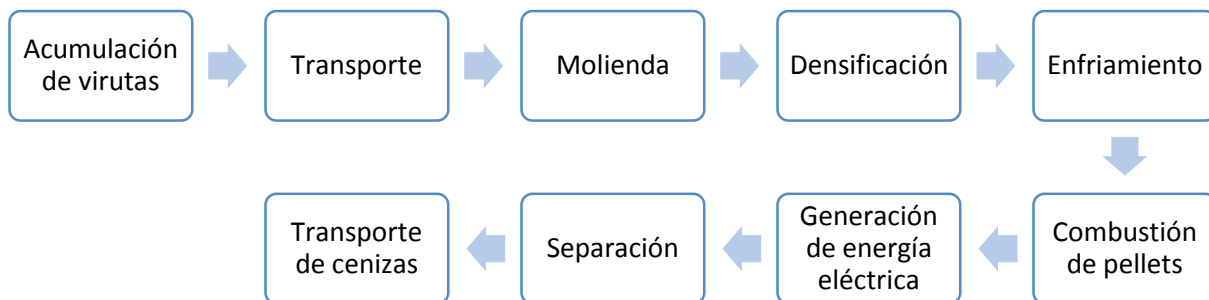 Acumulación
de virutas
Transporte
Molienda
Densificación
Enfriamiento
Combustión
de pellets
Generación
de energía
eléctrica
Separación
Transporte
de cenizas